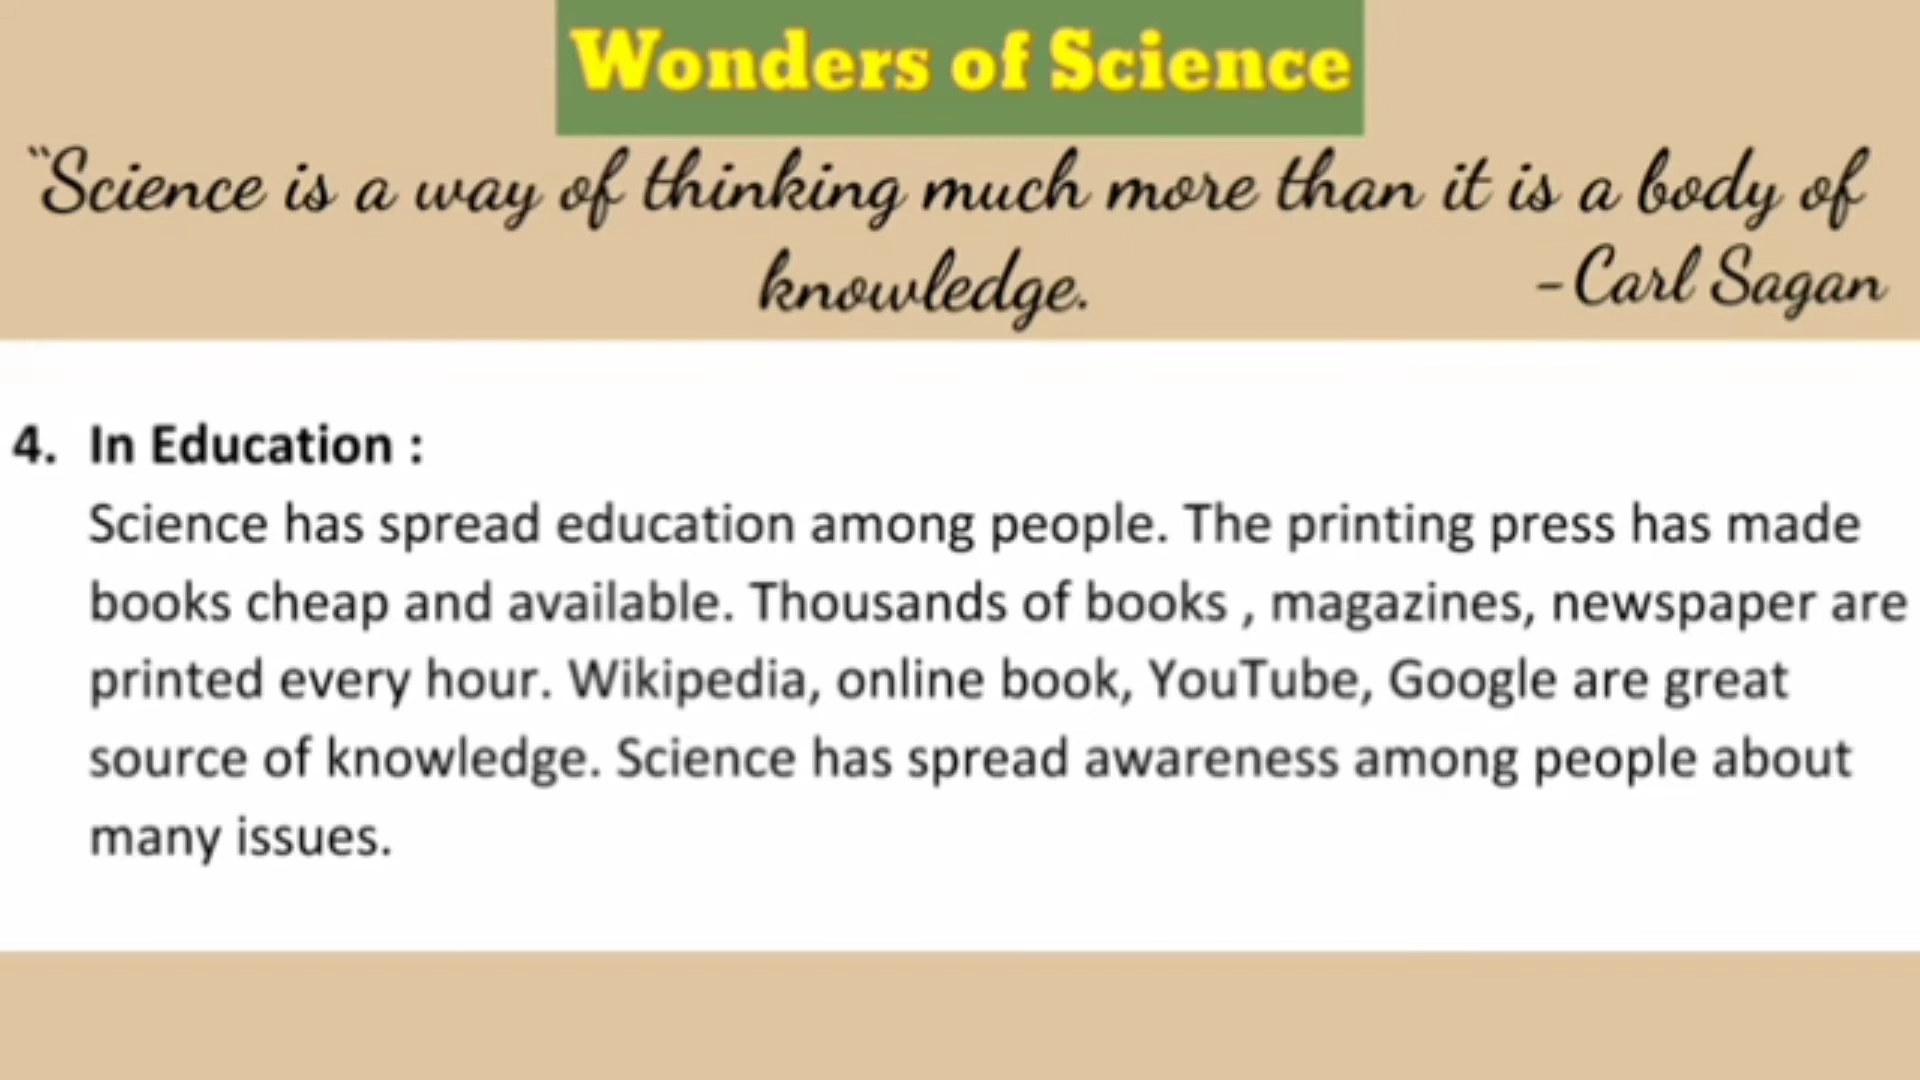 Wonders of Science
“Science is a way of thinking much more than it is a body of
knowledge.
-Carl Sagan
4. In Education :
Science has spread education among people. The printing press has made
books cheap and available. Thousands of books , magazines, newspaper are
printed every hour. Wikipedia, online book, YouTube, Google are great
source of knowledge. Science has spread awareness among people about
many issues.